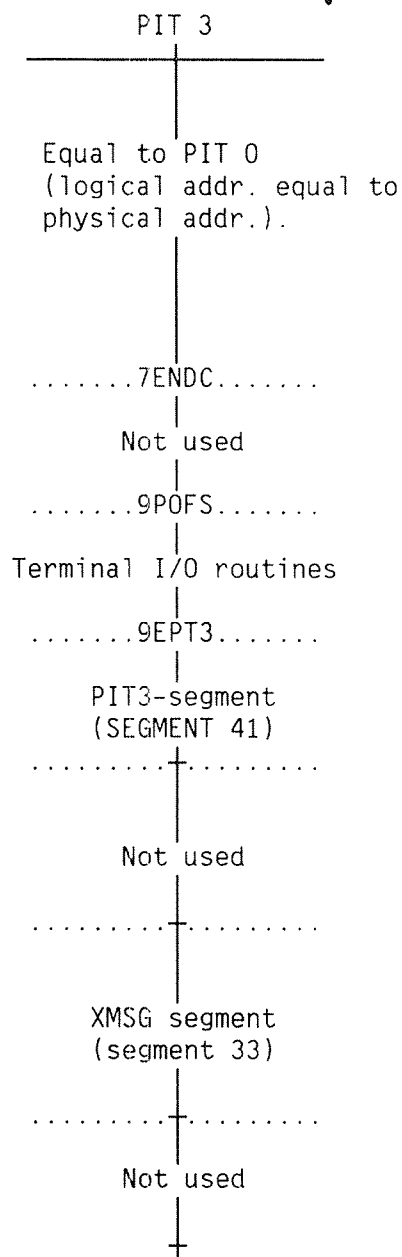 PIT 3
Equal to PIT 0
(logical addr. equal to
physical addr.).
.......7ENDC.......
Not used
.......9POFS.......
Terminal I/O routines
.......9EPT3.......
PIT3-segment
(SEGMENT 41)
...................
Not used
...................
XMSG segment
(segment 33)
...................
Not used